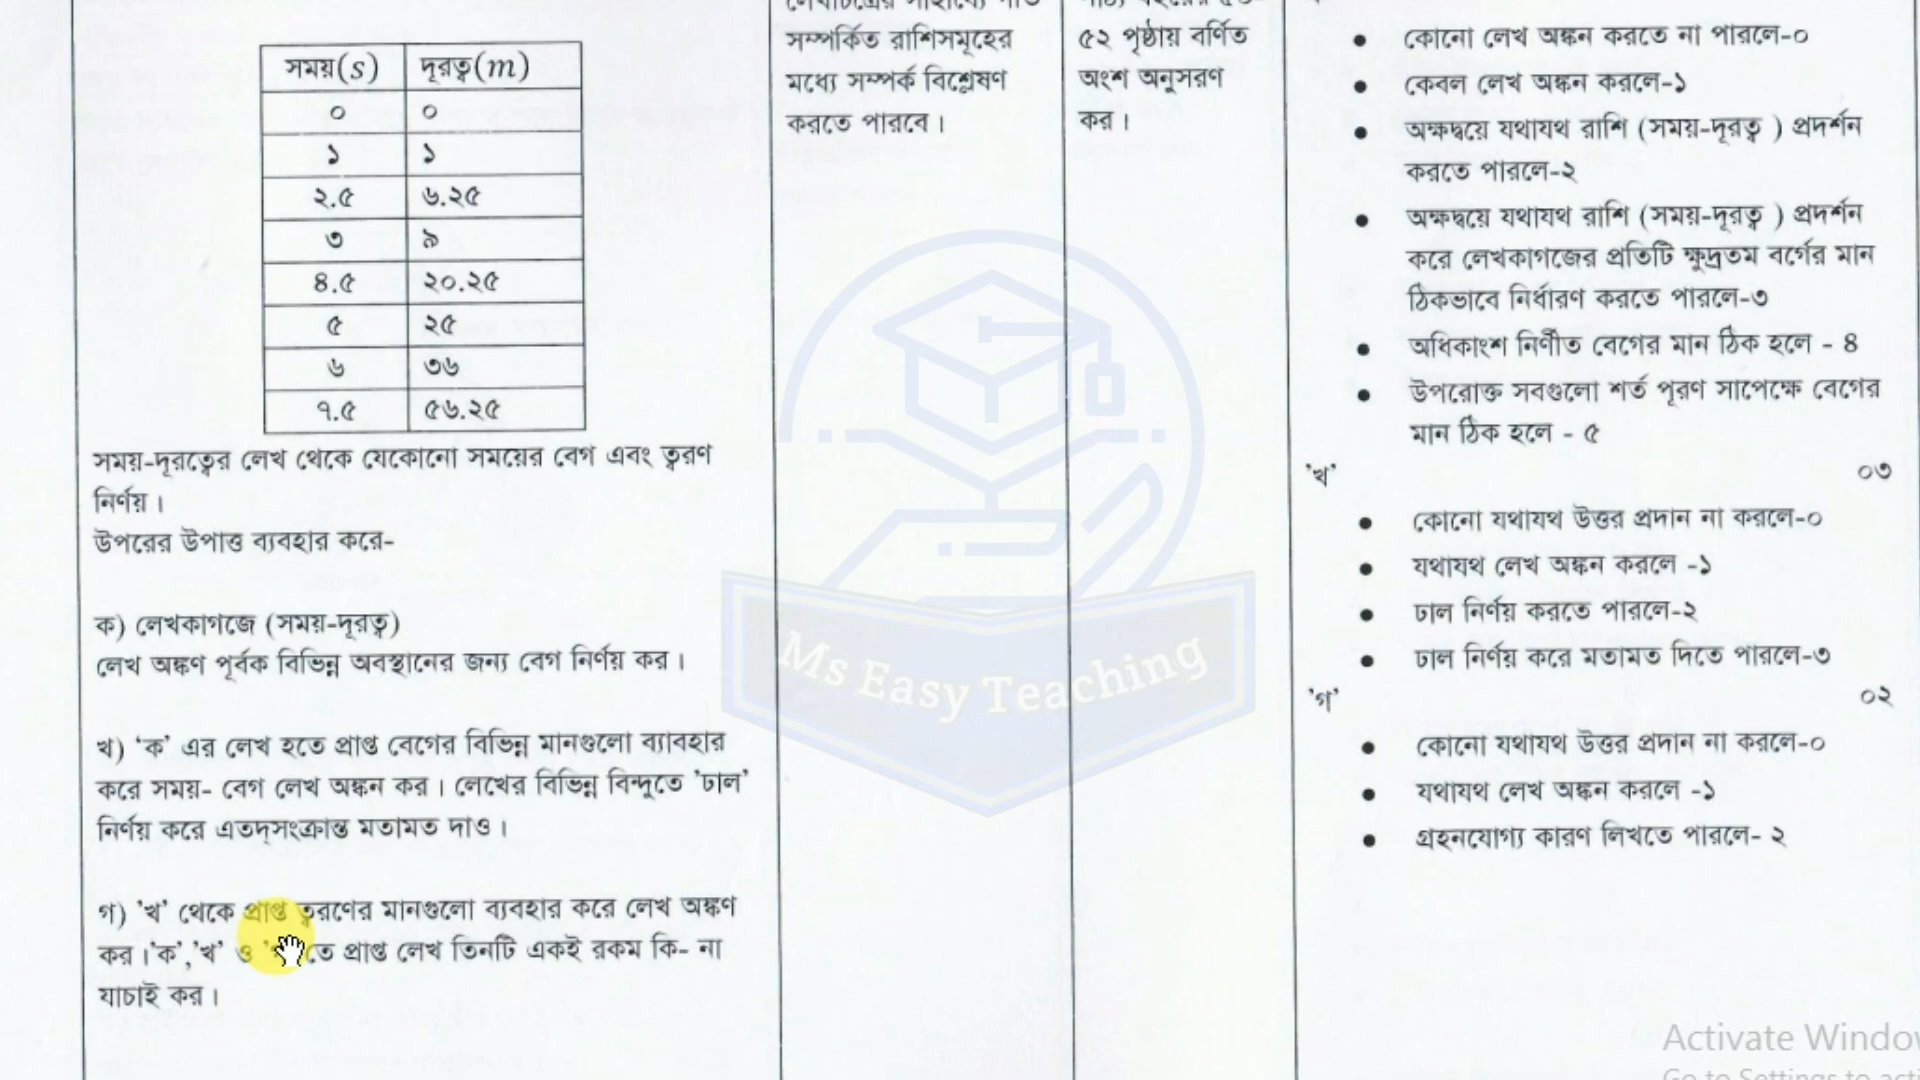 সময়(s) দূরত্ব(m)
০ ০
১ ১
২.৫ ৬.২৫
৩ ৯
৪.৫ ২০.২৫
৫ ২৫
৬ ৩৬
৭.৫ ৫৬.২৫
সময়-দূরত্বের লেখ থেকে যেকোনো সময়ের বেগ এবং ত্বরণ
নির্ণয়।
উপরের উপাত্ত ব্যবহার করে-
ক) লেখকাগজে (সময়-দূরত্ব)
লেখ অঙ্কণ পূর্বক বিভিন্ন অবস্থানের জন্য বেগ নির্ণয় কর।
খ) ‘ক’ এর লেখ হতে প্রাপ্ত বেগের বিভিন্ন মানগুলো ব্যাবহার
করে সময়- বেগ লেখ অঙ্কন কর। লেখের বিভিন্ন বিন্দুতে ’ঢাল’
নির্ণয় করে এতদ্সংক্রান্ত মতামত দাও।
গ) ’খ’ থেকে প্রাপ্ত ত্বরণের মানগুলো ব্যবহার করে লেখ অঙ্কণ
কর।’ক’,’খ’ ও তে প্রাপ্ত লেখ তিনটি একই রকম কি- না
যাচাই কর।
সম্পর্কিত রাশিসমূহের
মধ্যে সম্পর্ক বিশ্লেষণ
করতে পারবে।
৫২ পৃষ্ঠায় বর্ণিত
অংশ অনুসরণ
কর।
• কোনো লেখ অঙ্কন করতে না পারলে-০
• কেবল লেখ অঙ্কন করলে-১
• অক্ষদ্বয়ে যথাযথ রাশি (সময়-দূরত্ব ) প্রদর্শন
করতে পারলে-২
• অক্ষদ্বয়ে যথাযথ রাশি (সময়-দূরত্ব ) প্রদর্শন
করে লেখকাগজের প্রতিটি ক্ষুদ্রতম বর্গের মান
ঠিকভাবে নির্ধারণ করতে পারলে-৩
• অধিকাংশ নির্ণীত বেগের মান ঠিক হলে - ৪
• উপরোক্ত সবগুলো শর্ত পূরণ সাপেক্ষে বেগের
মান ঠিক হলে - ৫
’খ’ ০৩
• কোনো যথাযথ উত্তর প্রদান না করলে-০
• যথাযথ লেখ অঙ্কন করলে -১
• ঢাল নির্ণয় করতে পারলে-২
• ঢাল নির্ণয় করে মতামত দিতে পারলে-৩
’গ’ ০২
• কোনো যথাযথ উত্তর প্রদান না করলে-০
• যথাযথ লেখ অঙ্কন করলে -১
• গ্রহনযোগ্য কারণ লিখতে পারলে- ২
Ms Easy Teaching
Activate Windo